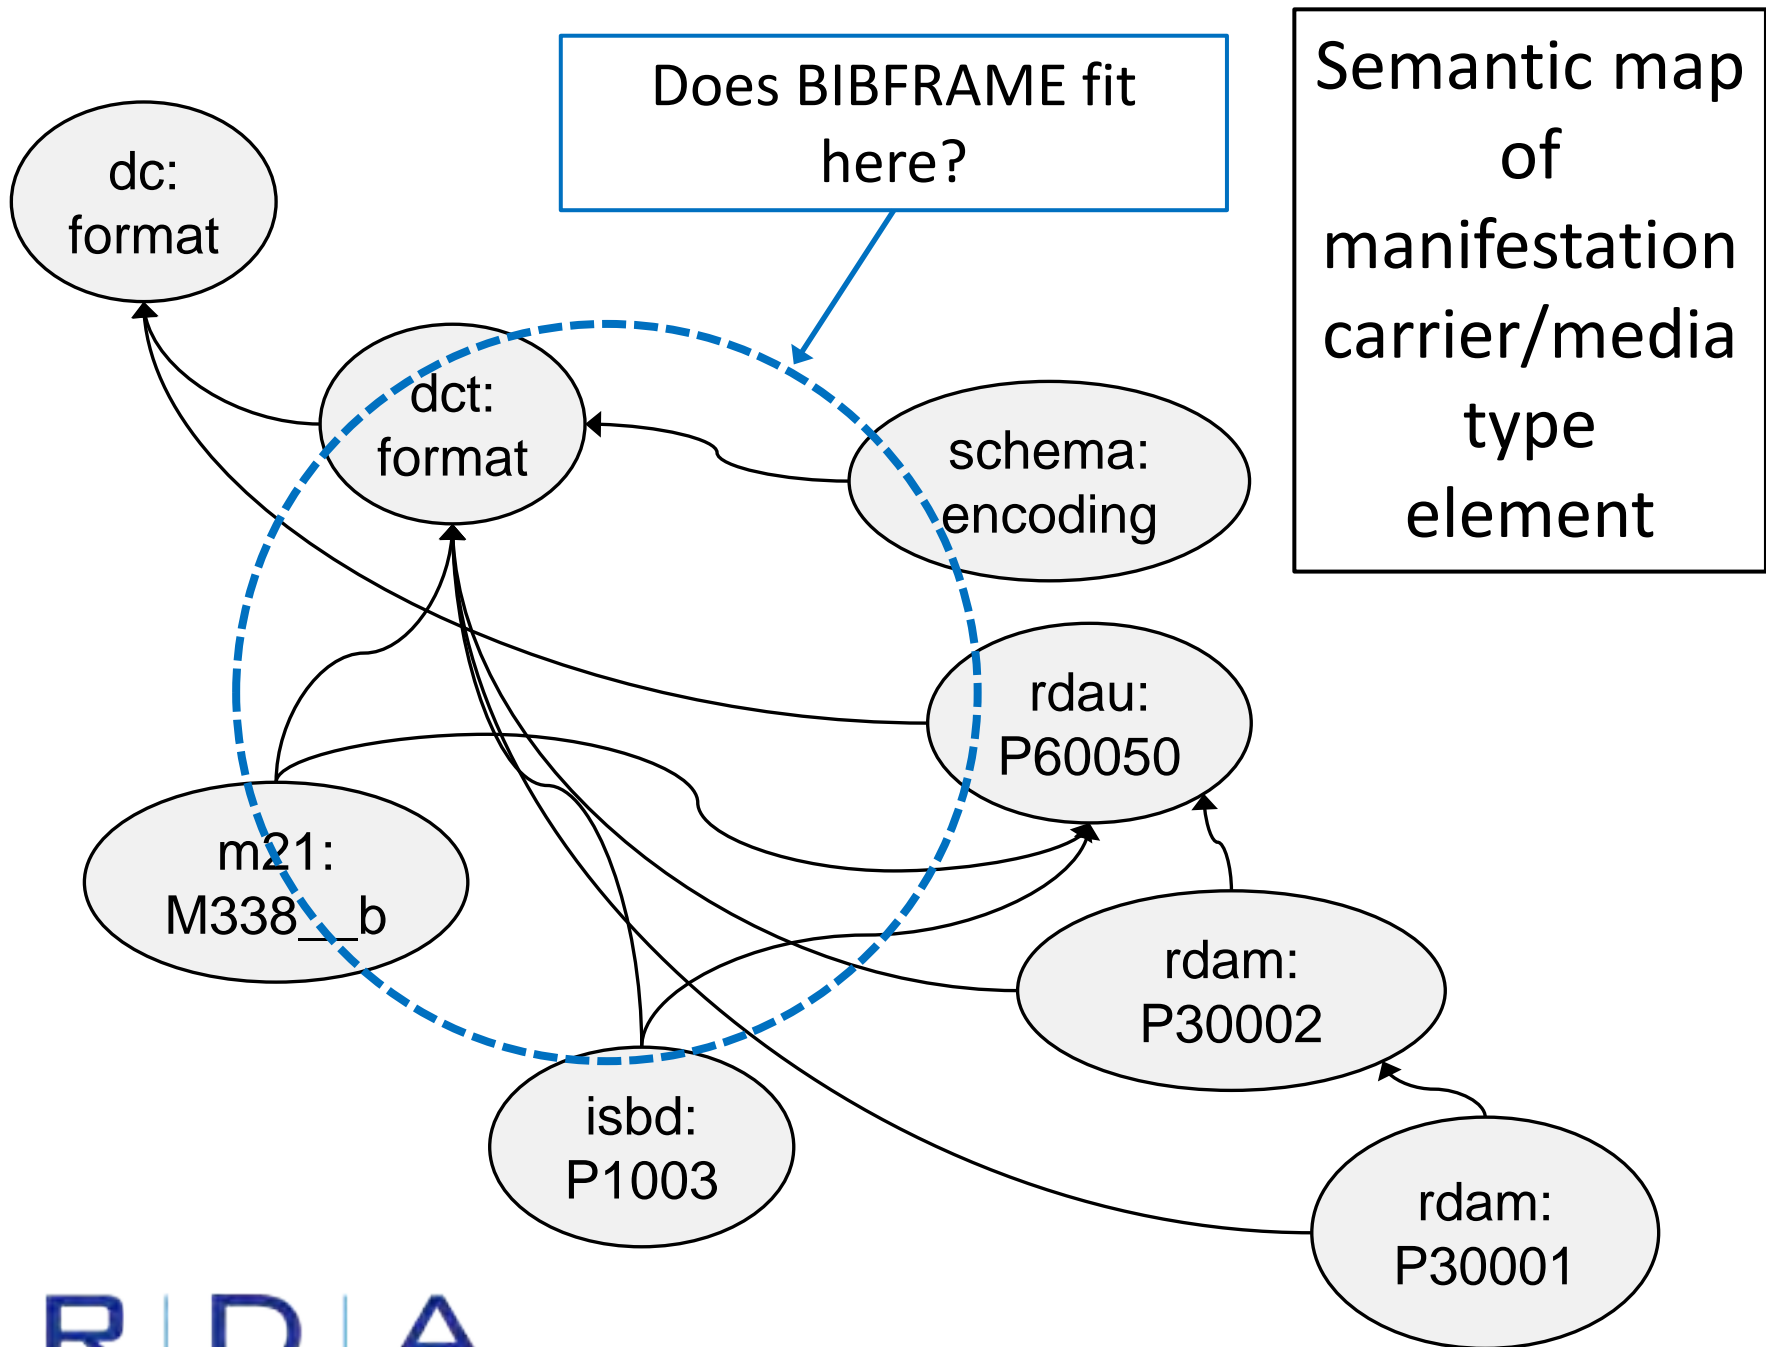 Does BIBFRAME fit
here?
Semantic map
of
manifestation
carrier/media
type
element
dc:
format
dct:
format
schema:
encoding
rdau:
P60050
m21:
M338__b
rdam:
P30002
isbd:
P1003
rdam:
P30001
R | D | A